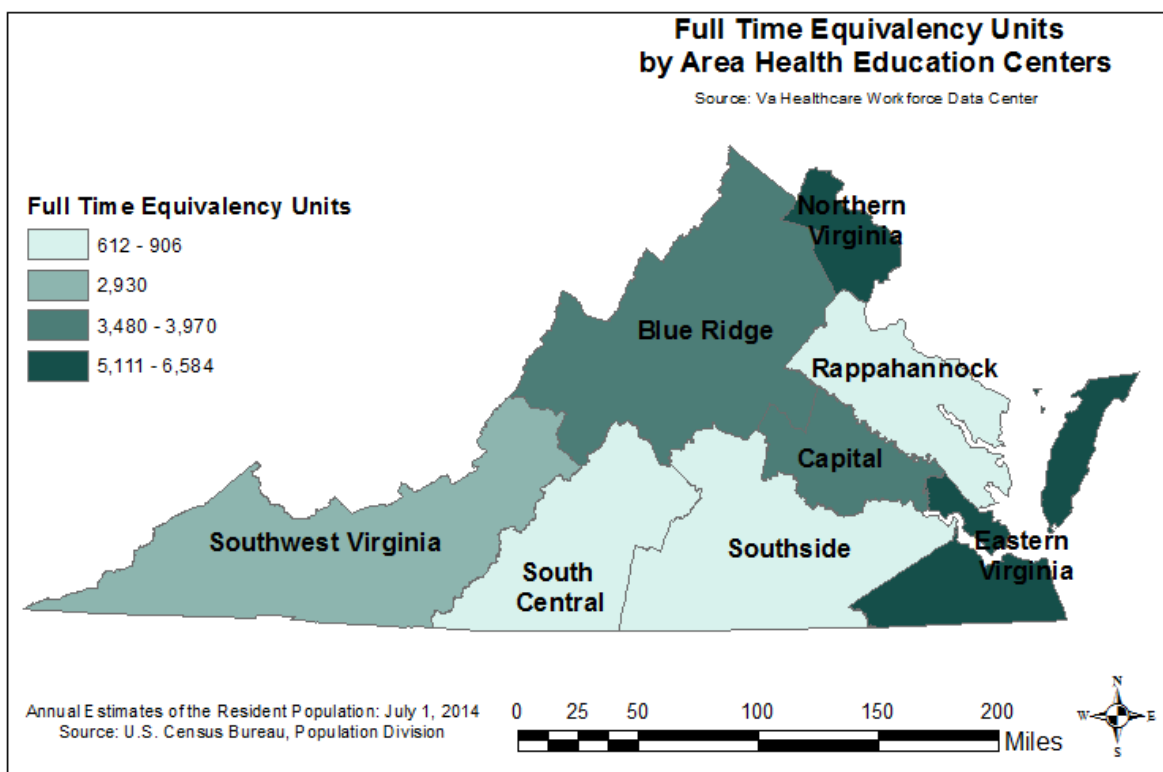 Full Time Equivalency Units
by Area Health Education Centers
Source: Va Healthcare Workforce Data Center
Full Time Equivalency Units
612 - 906
2,930
3,480 - 3,970
5,111 - 6,584
Northern
Virginia
Blue Ridge
Rappahannock
Capital
Southwest Virginia
Southside
Eastern
Virginia
South
Central
Annual Estimates of the Resident Population: July 1, 2014
Source: U.S. Census Bureau, Population Division
0 25 50 100 150 200
Miles
N
W E
S